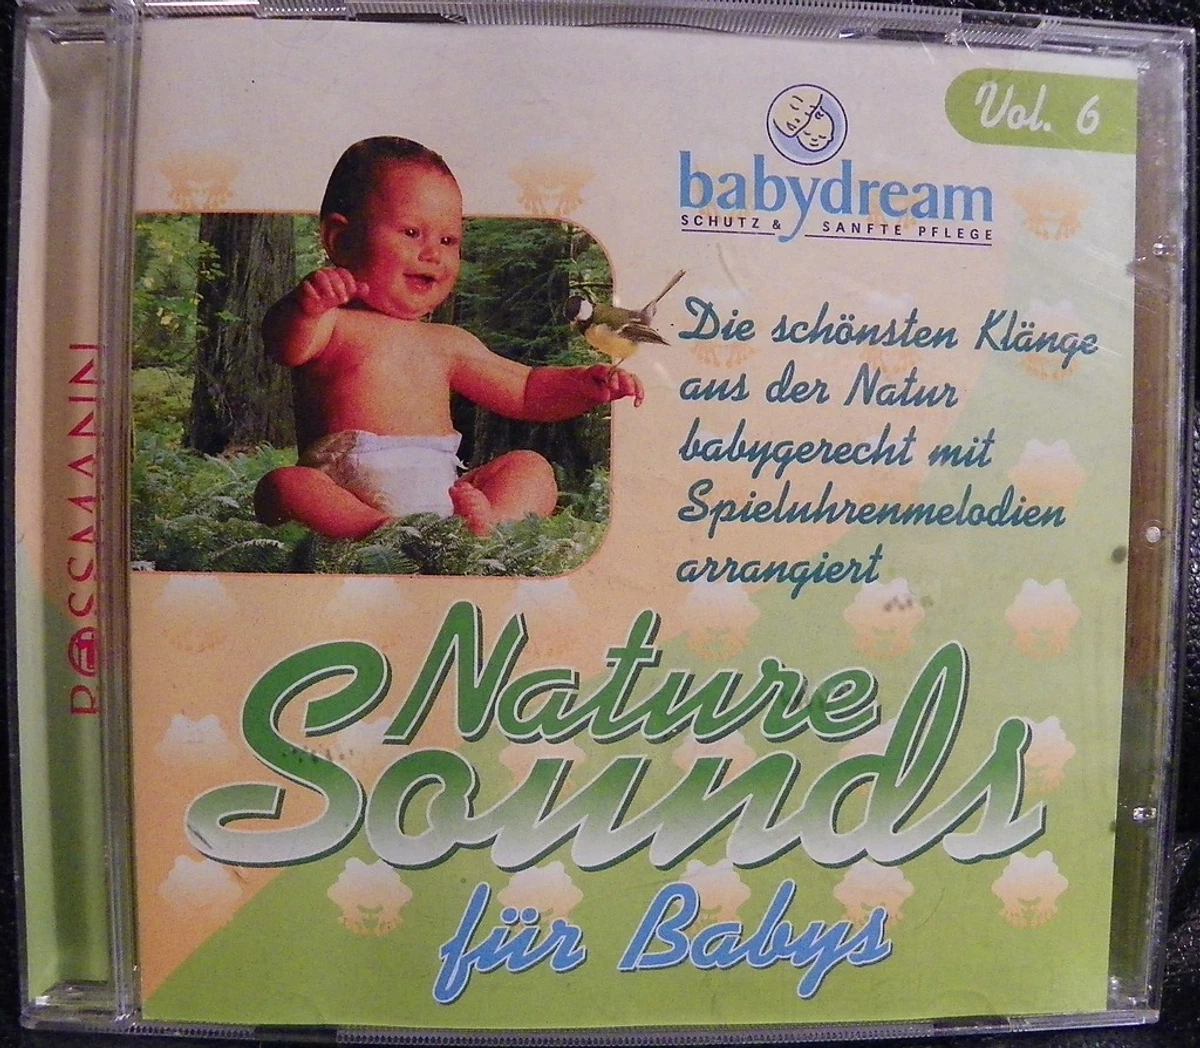 Vol. 6
babydream
SCHUTZ & SANFTE PFLEGE
Die schönsten Klänge
aus der Natur
babygerecht mit
Spieluhrenmelodien
arrangiert
Nature
Sounds
für Babys
ROSSMANN